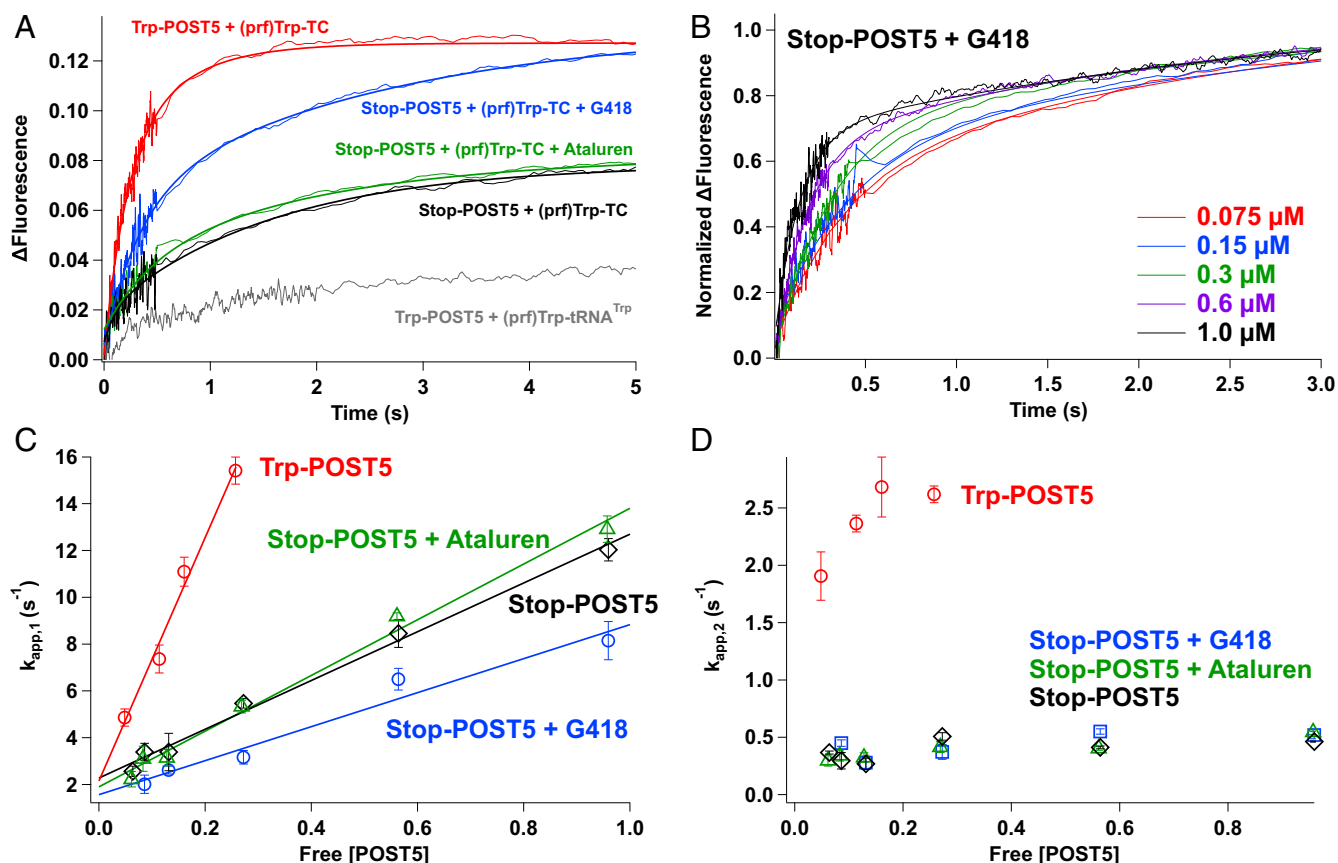 A
Trp-POST5 + (prf)Trp-TC
Stop-POST5 + (prf)Trp-TC + G418
Stop-POST5 + (prf)Trp-TC + Ataluren
Stop-POST5 + (prf)Trp-TC
Trp-POST5 + (prf)Trp-tRNA^Trp
ΔFluorescence
0.12
0.10
0.08
0.06
0.04
0.02
0.00
0 1 2 3 4 5
Time (s)
B
Stop-POST5 + G418
Normalized ΔFluorescence
1.0
0.8
0.6
0.4
0.2
0.0
0.075 μM
0.15 μM
0.3 μM
0.6 μM
1.0 μM
0.5 1.0 1.5 2.0 2.5 3.0
Time (s)
C
Trp-POST5
Stop-POST5 + Ataluren
Stop-POST5
Stop-POST5 + G418
k_app,1 (s⁻¹)
16
14
12
10
8
6
4
2
0.0 0.2 0.4 0.6 0.8 1.0
Free [POST5]
D
Trp-POST5
Stop-POST5 + G418
Stop-POST5 + Ataluren
Stop-POST5
k_app,2 (s⁻¹)
2.5
2.0
1.5
1.0
0.5
0.0
0.0 0.2 0.4 0.6 0.8
Free [POST5]